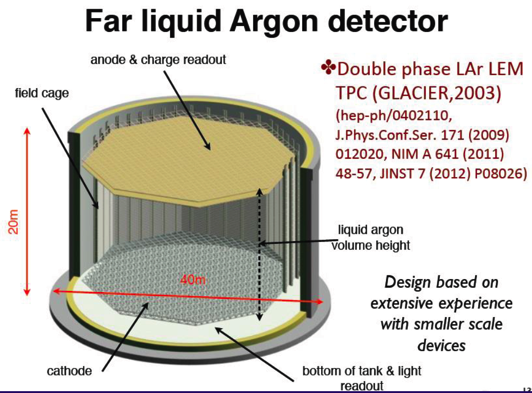 Far liquid Argon detector
anode & charge readout
field cage
20m
40m
liquid argon
volume height
cathode
bottom of tank & light
readout
✤Double phase LAr LEM
TPC (GLACIER,2003)
(hep-ph/0402110,
J.Phys.Conf.Ser. 171 (2009)
012020, NIM A 641 (2011)
48-57, JINST 7 (2012) P08026)
Design based on
extensive experience
with smaller scale
devices